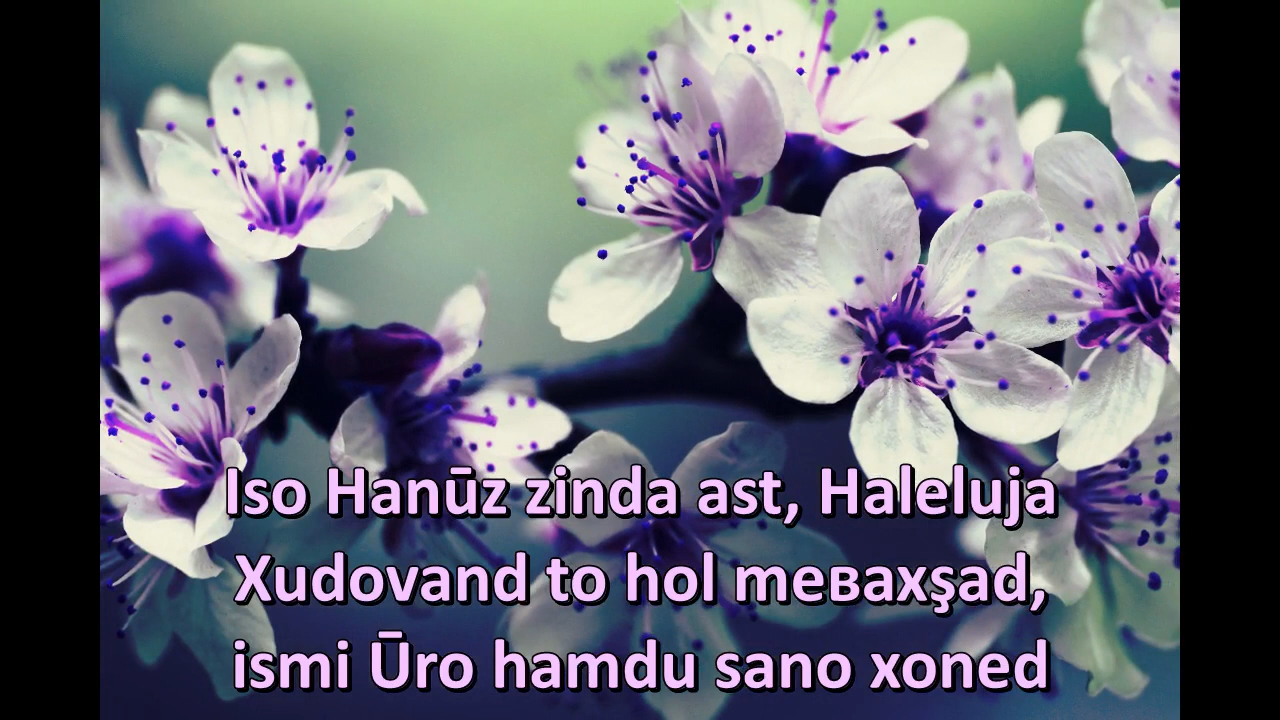 Iso Hanūz zinda ast, Haleluja
Xudovand to hol meвaxşad,
ismi Ūro hamdu sano xoned